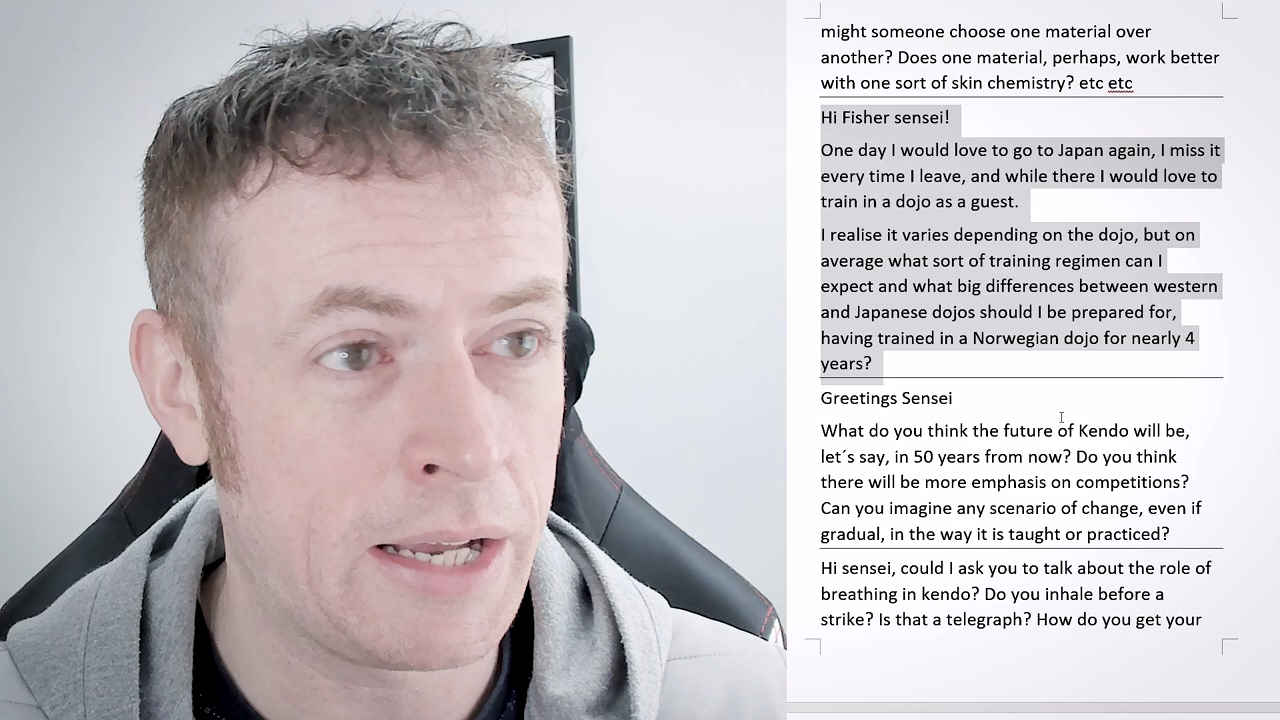 might someone choose one material over
another? Does one material, perhaps, work better
with one sort of skin chemistry? etc etc
Hi Fisher sensei!
One day I would love to go to Japan again, I miss it
every time I leave, and while there I would love to
train in a dojo as a guest.
I realise it varies depending on the dojo, but on
average what sort of training regimen can I
expect and what big differences between western
and Japanese dojos should I be prepared for,
having trained in a Norwegian dojo for nearly 4
years?
Greetings Sensei
What do you think the future of Kendo will be,
let´s say, in 50 years from now? Do you think
there will be more emphasis on competitions?
Can you imagine any scenario of change, even if
gradual, in the way it is taught or practiced?
Hi sensei, could I ask you to talk about the role of
breathing in kendo? Do you inhale before a
strike? Is that a telegraph? How do you get your